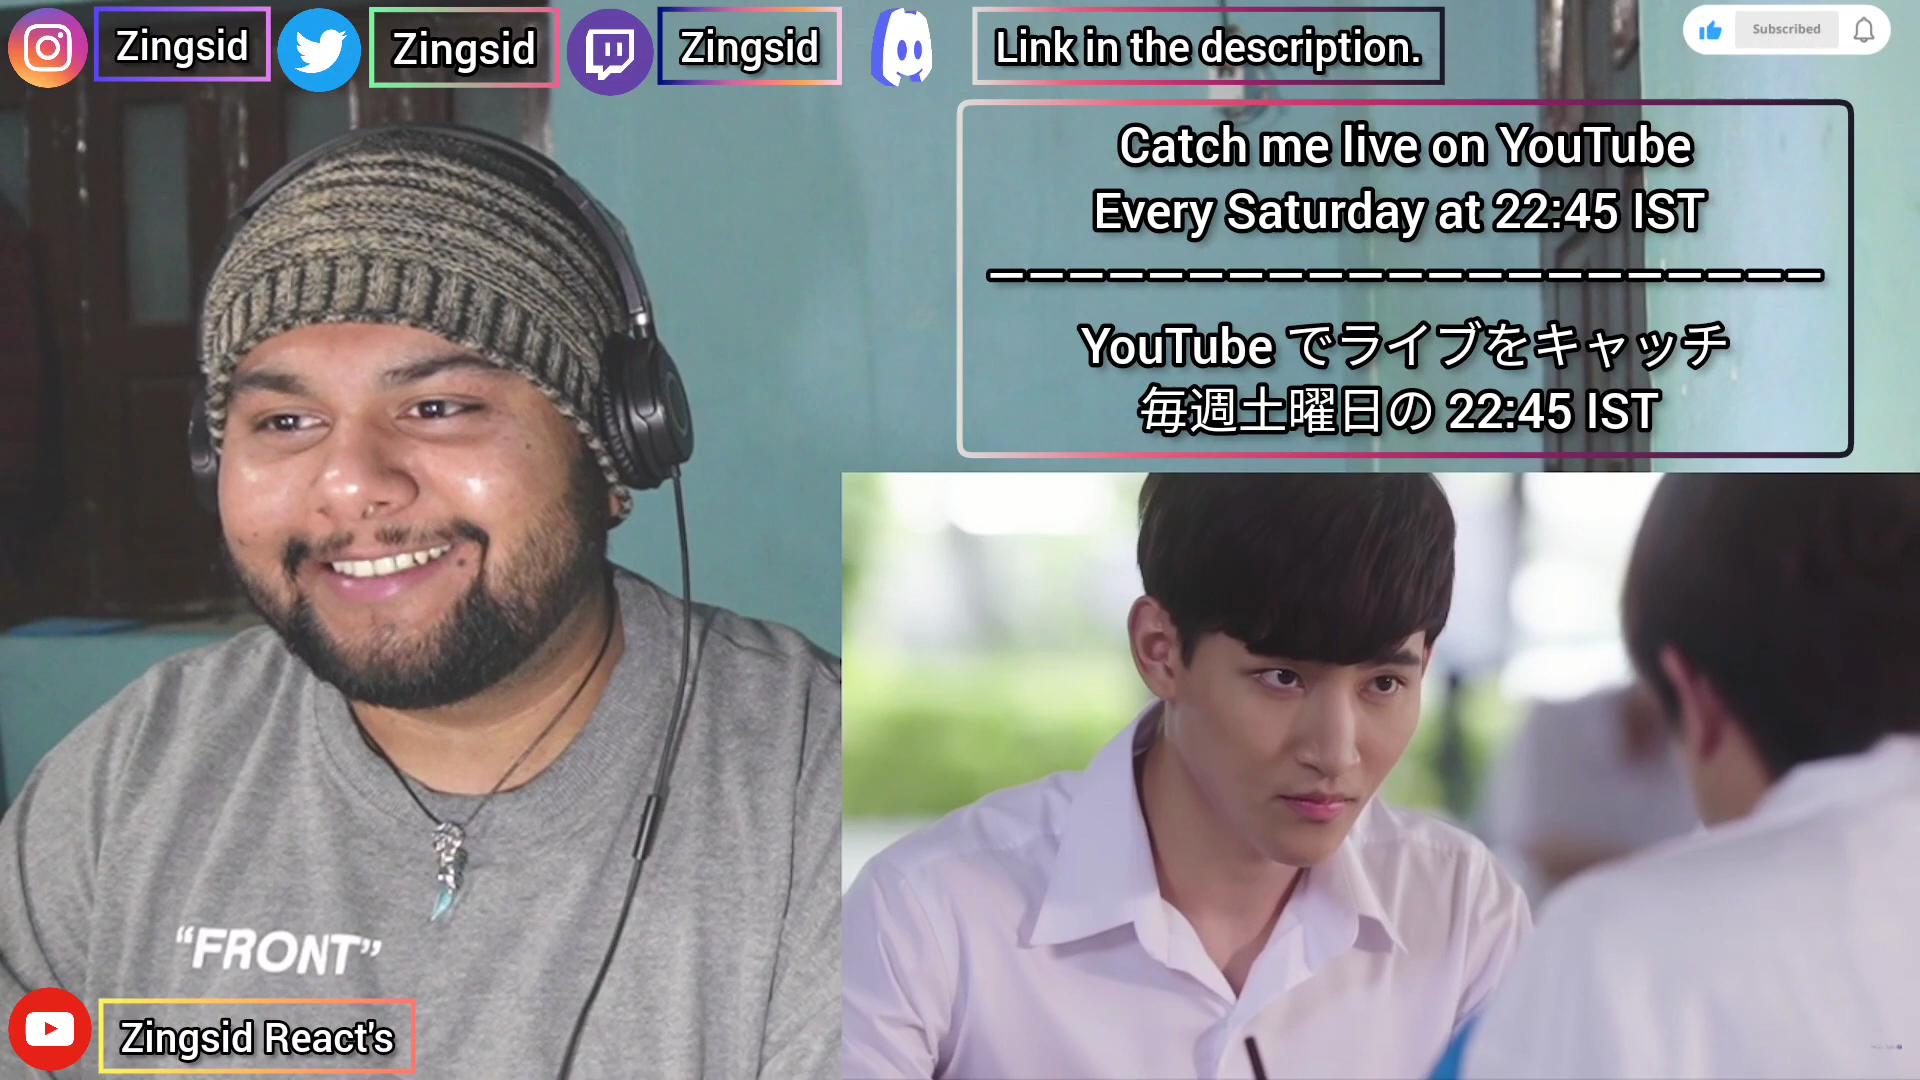 Zingsid
Zingsid
Zingsid
Link in the description.
Subscribed
Catch me live on YouTube
Every Saturday at 22:45 IST
—————————————————————
YouTube でライブをキャッチ
毎週土曜日の 22:45 IST
“FRONT”
Zingsid React's